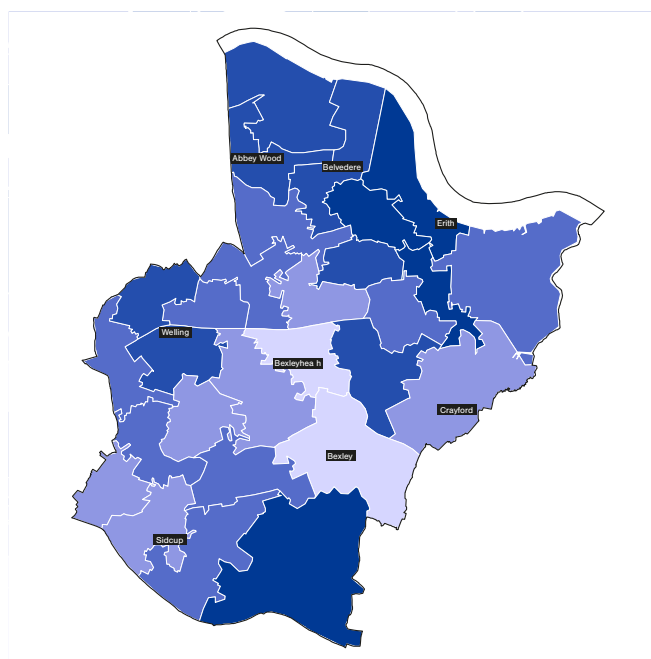 Abbey Wood
Belvedere
Erith
Welling
Bexleyhea h
Crayford
Bexley
Sidcup